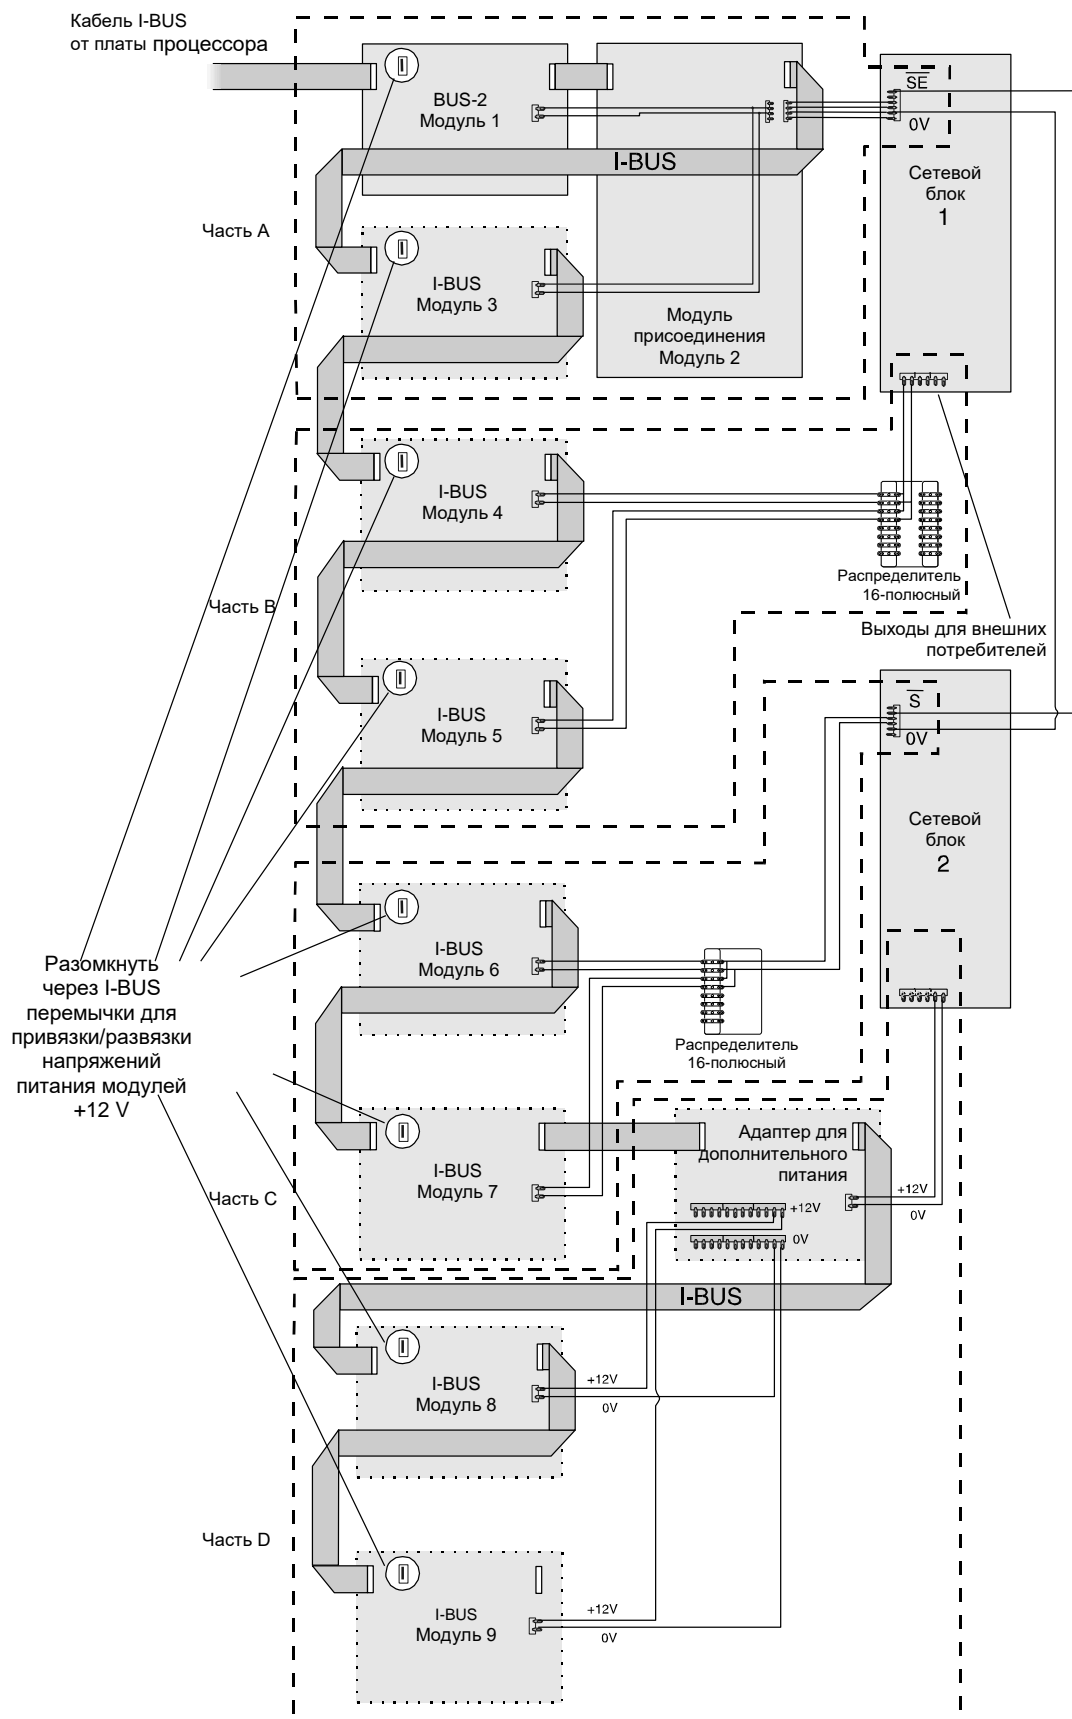 Кабель I-BUS
от платы процессора
BUS-2
Модуль 1
SE
0V
I-BUS
Сетевой
блок
1
Часть A
I-BUS
Модуль 3
Модуль
присоединения
Модуль 2
I-BUS
Модуль 4
Распределитель
16-полюсный
Часть B
Выходы для внешних
потребителей
I-BUS
Модуль 5
S
0V
Сетевой
блок
2
I-BUS
Модуль 6
Разомкнуть
через I-BUS
перемычки для
привязки/развязки
напряжений
питания модулей
+12 V
Распределитель
16-полюсный
Адаптер для
дополнительного
питания
I-BUS
Модуль 7
Часть C
+12V
0V
+12V
0V
I-BUS
I-BUS
Модуль 8
+12V
0V
Часть D
I-BUS
Модуль 9
+12V
0V